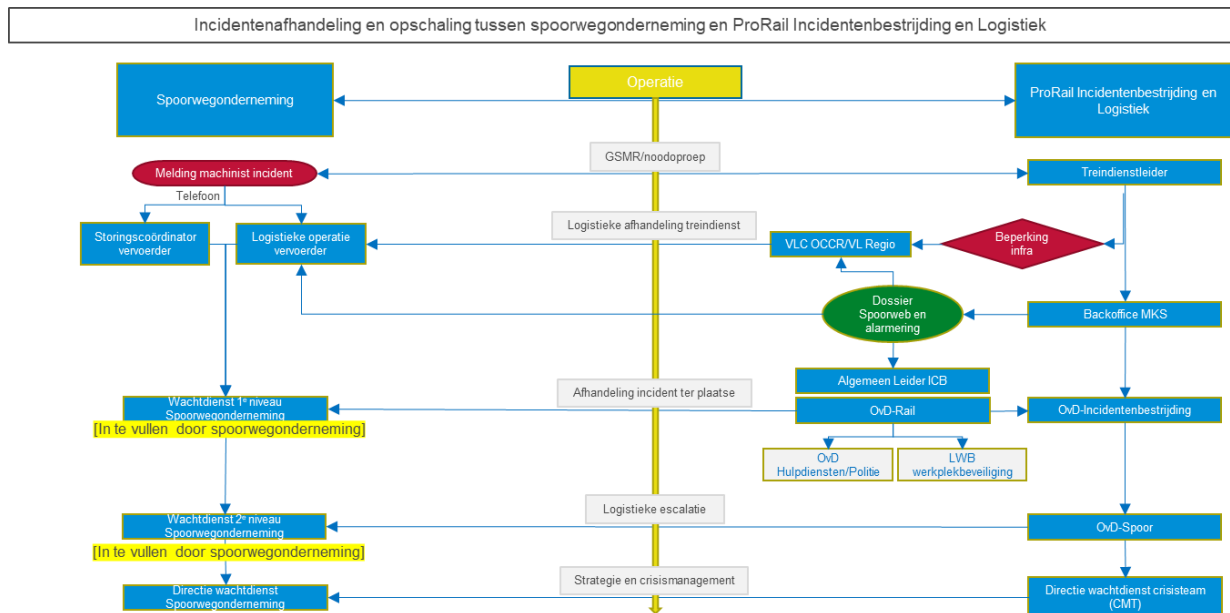 Incidentenafhandeling en opschaling tussen spoorwegonderneming en ProRail Incidentenbestrijding en Logistiek
Spoorwegonderneming
Operatie
ProRail Incidentenbestrijding en
Logistiek
GSMR/noodoproep
Melding machinist incident
Treindienstleider
Telefoon
Storingscoördinator
vervoerder
Logistieke operatie
vervoerder
Logistieke afhandeling treindienst
VLC OCCR/VL Regio
Beperking
infra
Dossier
Spoorweb en
alarmering
Backoffice MKS
Algemeen Leider ICB
Afhandeling incident ter plaatse
Wachtdienst 1e niveau
Spoorwegonderneming
[In te vullen door spoorwegonderneming]
OvD-Rail
OvD-Incidentenbestrijding
OvD
Hulpdiensten/Politie
LWB
werkplekbeveiliging
Logistieke escalatie
Wachtdienst 2e niveau
Spoorwegonderneming
[In te vullen door spoorwegonderneming]
OvD-Spoor
Strategie en crisismanagement
Directie wachtdienst
Spoorwegonderneming
Directie wachtdienst crisisteam
(CMT)